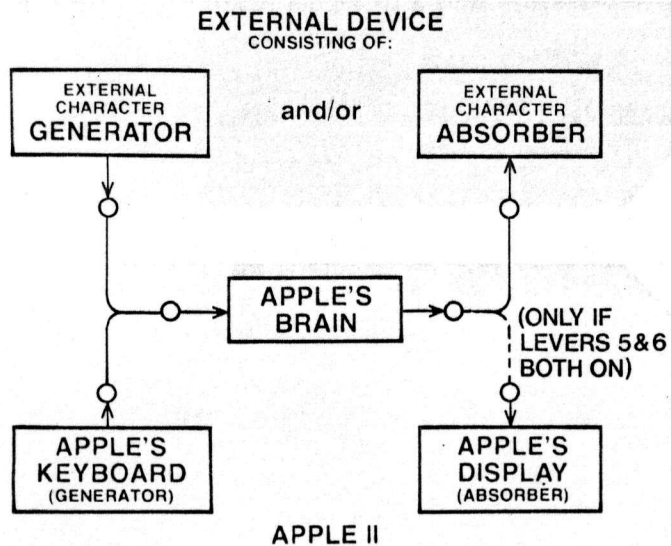 EXTERNAL DEVICE
CONSISTING OF:
EXTERNAL
CHARACTER
GENERATOR
and/or
EXTERNAL
CHARACTER
ABSORBER
APPLE'S
BRAIN
(ONLY IF
LEVERS 5&6
BOTH ON)
APPLE'S
KEYBOARD
(GENERATOR)
APPLE'S
DISPLAY
(ABSORBER)
APPLE II